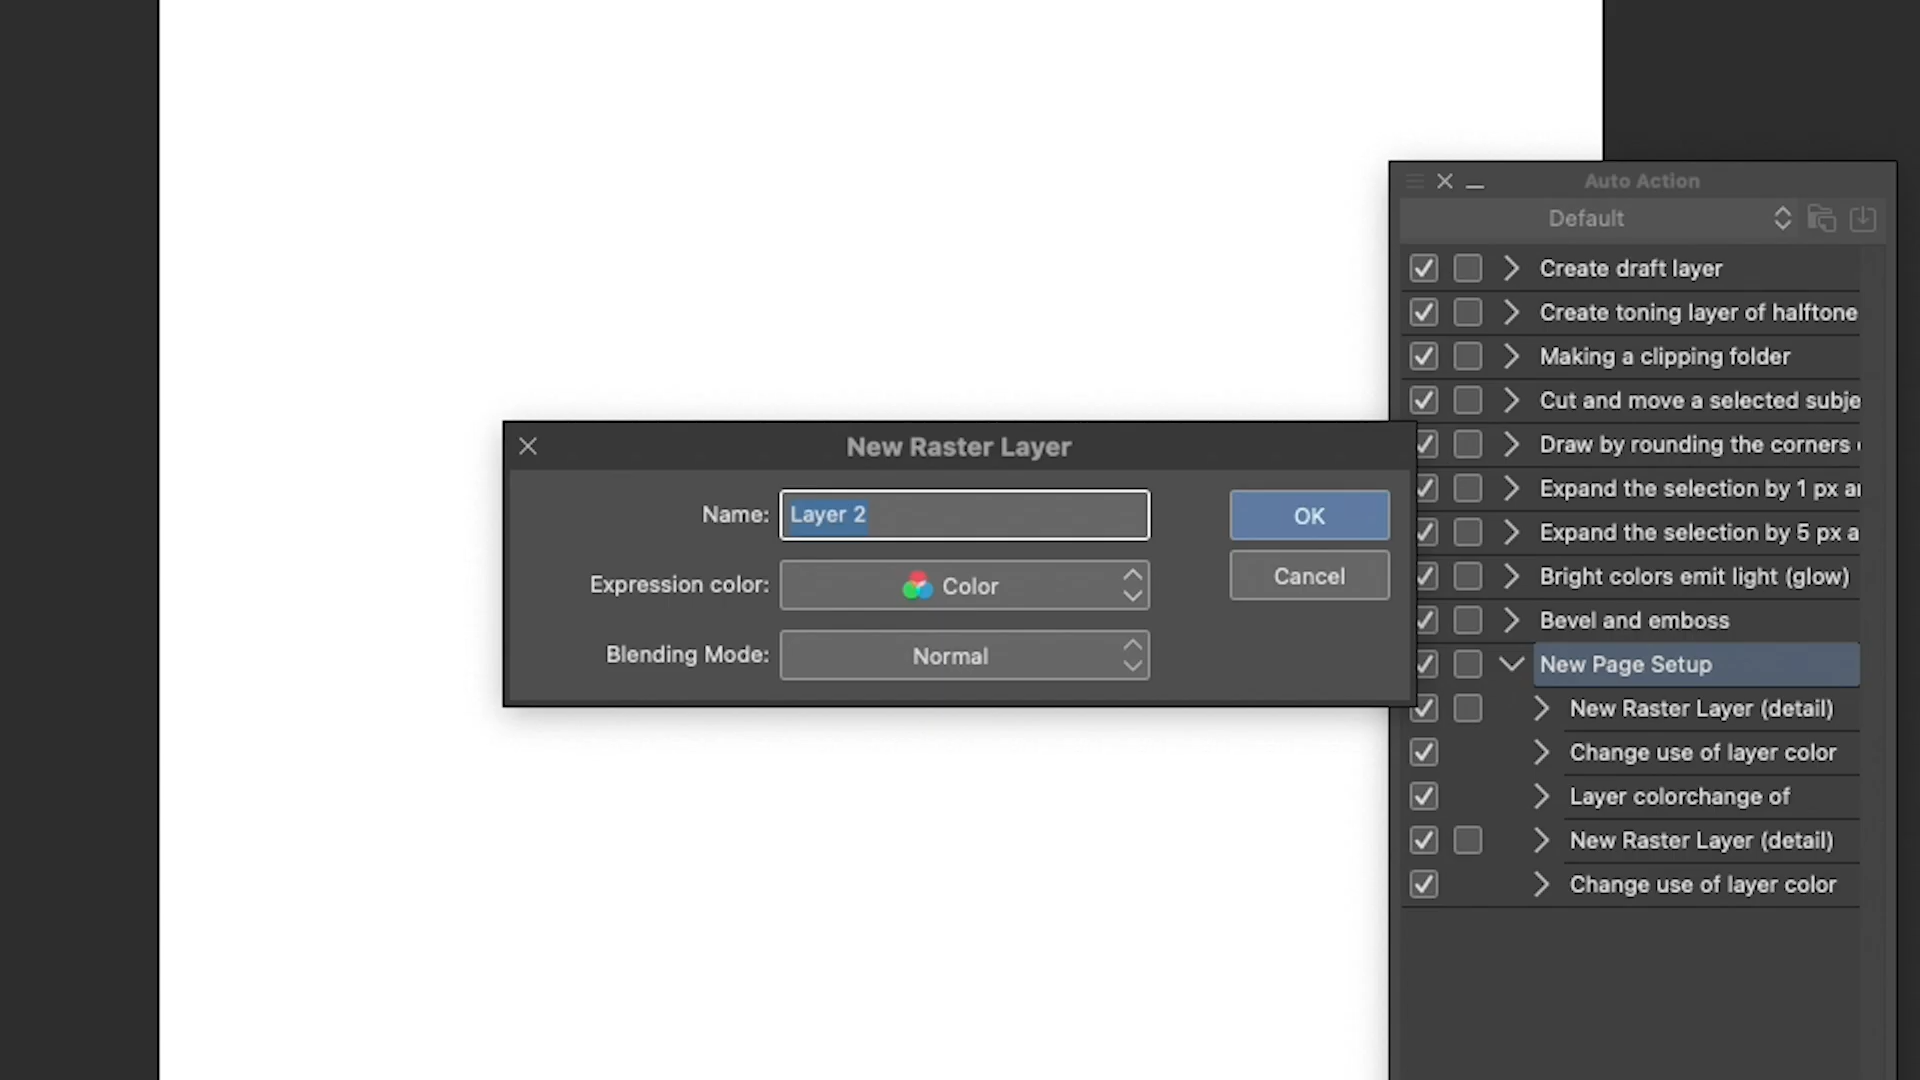 Auto Action
Default
Create draft layer
Create toning layer of halftone
Making a clipping folder
Cut and move a selected subje
Draw by rounding the corners
Expand the selection by 1 px
Expand the selection by 5 px a
Bright colors emit light (glow)
Bevel and emboss
New Page Setup
New Raster Layer (detail)
Change use of layer color
Layer colorchange of
New Raster Layer (detail)
Change use of layer color
New Raster Layer
Name: Layer 2
OK
Expression color: Color
Cancel
Blending Mode: Normal